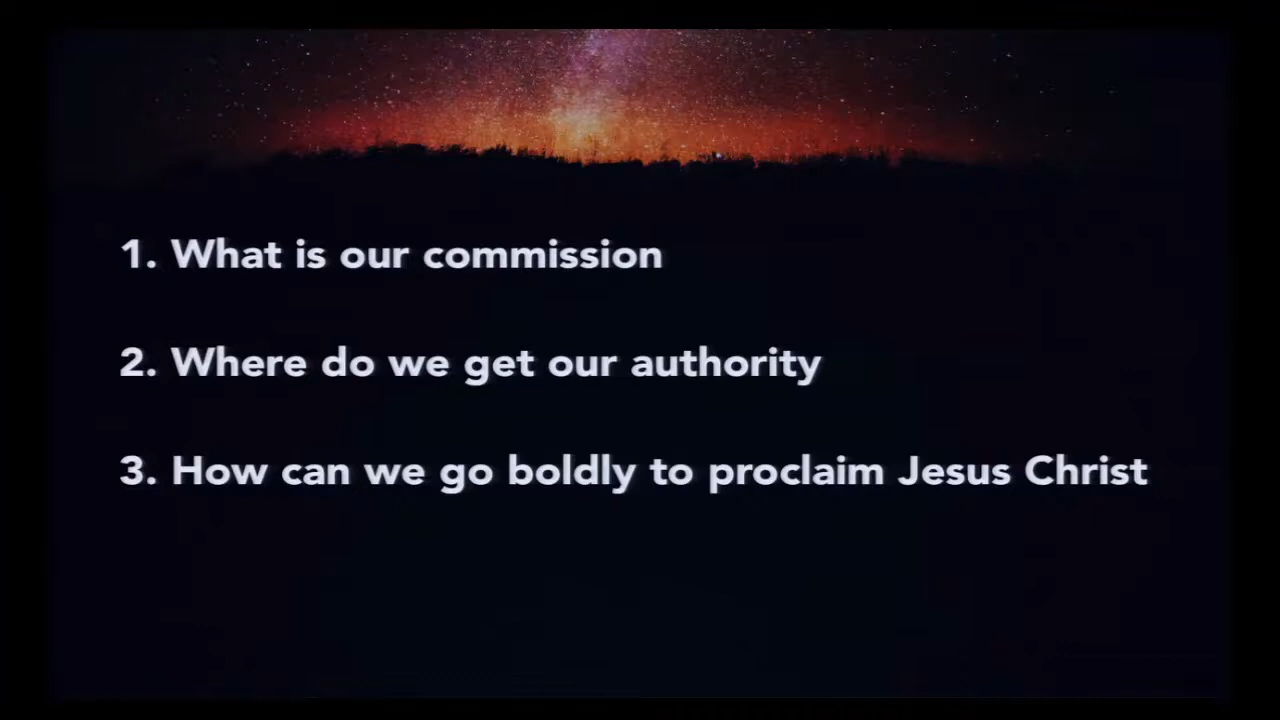 1. What is our commission
2. Where do we get our authority
3. How can we go boldly to proclaim Jesus Christ